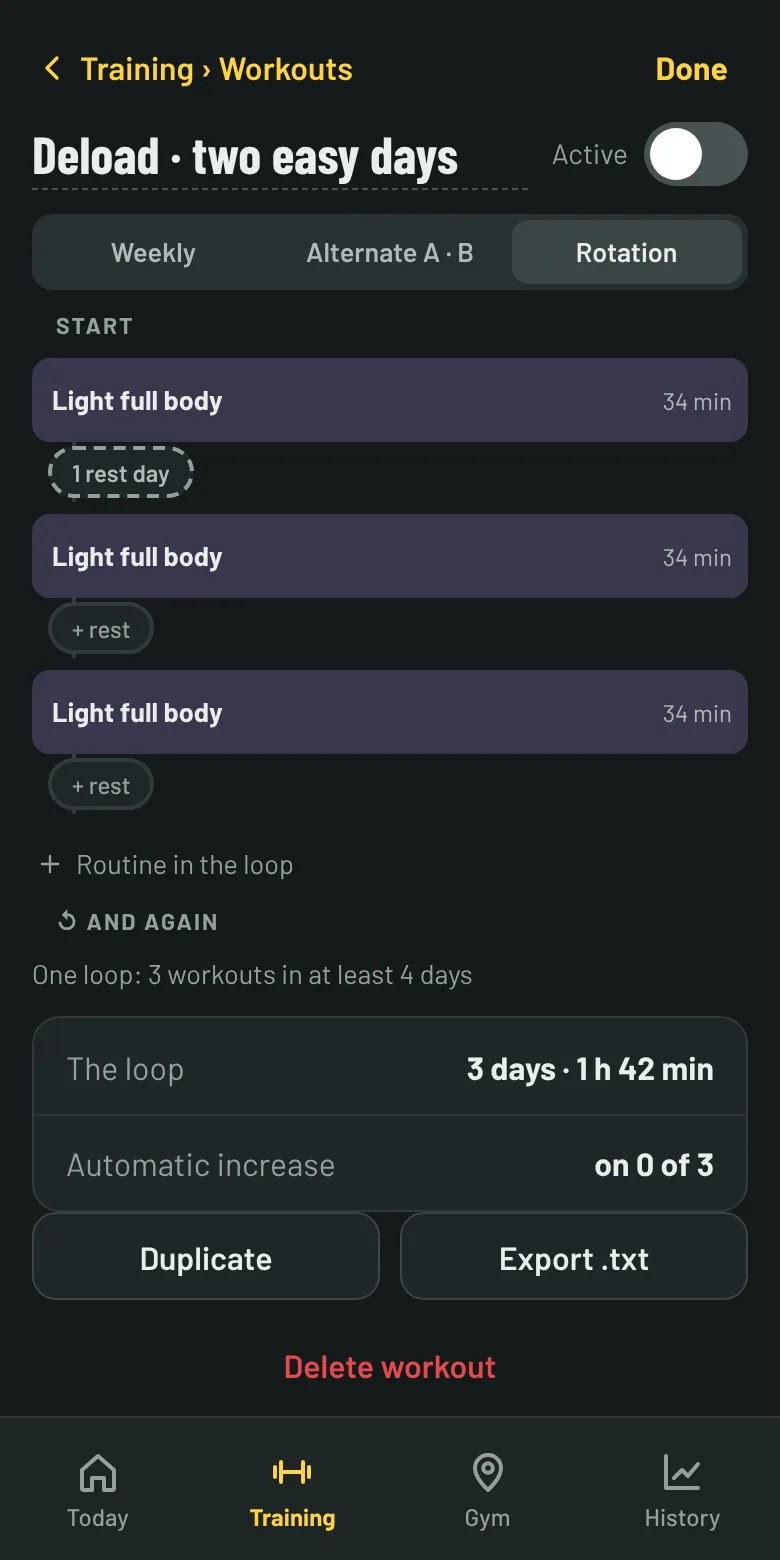 Training › Workouts
Done
Deload · two easy days
Active
Weekly
Alternate A · B
Rotation
START
Light full body
34 min
1 rest day
Light full body
34 min
+ rest
Light full body
34 min
+ rest
+ Routine in the loop
AND AGAIN
One loop: 3 workouts in at least 4 days
The loop
3 days · 1 h 42 min
Automatic increase
on 0 of 3
Duplicate
Export .txt
Delete workout
Today
Training
Gym
History